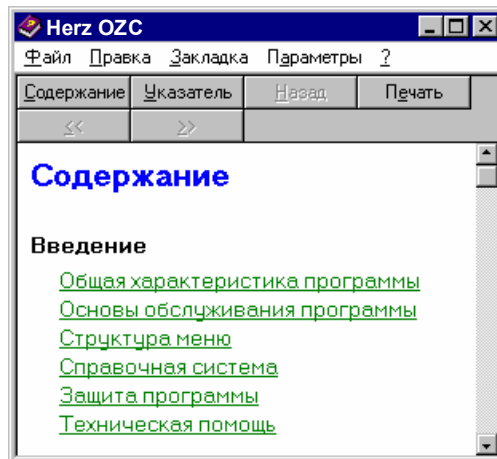 Herz OZC
Файл Правка Закладка Параметры ?
Содержание Указатель Назад Печать
<< >>
Содержание
Введение
Общая характеристика программы
Основы обслуживания программы
Структура меню
Справочная система
Защита программы
Техническая помощь